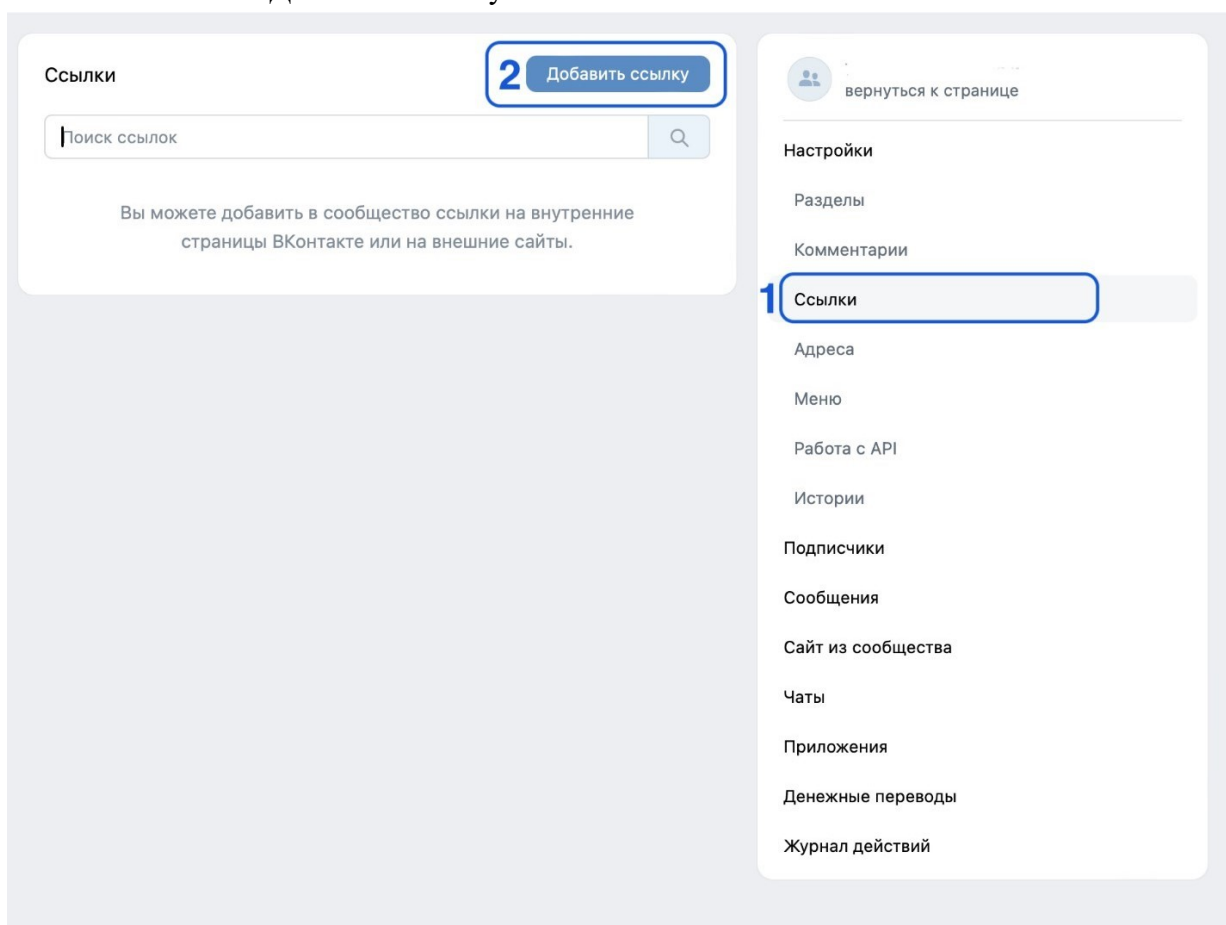 Ссылки
2 Добавить ссылку
Поиск ссылок
Вы можете добавить в сообщество ссылки на внутренние
страницы ВКонтакте или на внешние сайты.
вернуться к странице
Настройки
Разделы
Комментарии
1 Ссылки
Адреса
Меню
Работа с API
Истории
Подписчики
Сообщения
Сайт из сообщества
Чаты
Приложения
Денежные переводы
Журнал действий